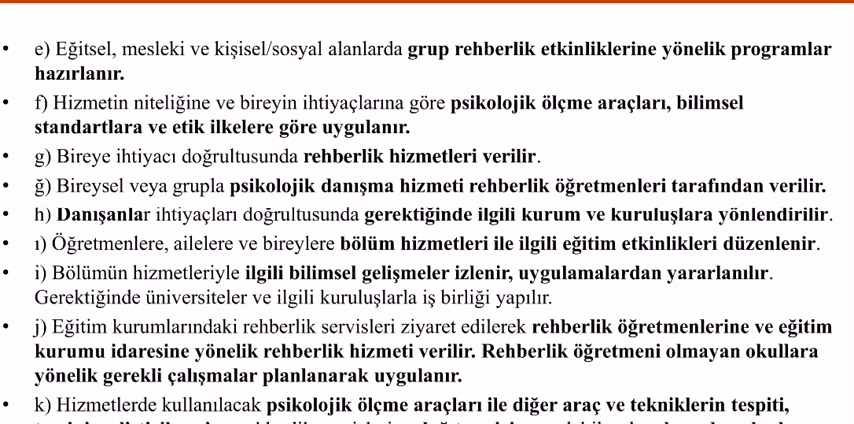 • e) Eğitsel, mesleki ve kişisel/sosyal alanlarda grup rehberlik etkinliklerine yönelik programlar
hazırlanır.
• f) Hizmetin niteliğine ve bireyin ihtiyaçlarına göre psikolojik ölçme araçları, bilimsel
standartlara ve etik ilkelere göre uygulanır.
• g) Bireye ihtiyacı doğrultusunda rehberlik hizmetleri verilir.
• ğ) Bireysel veya grupla psikolojik danışma hizmeti rehberlik öğretmenleri tarafından verilir.
• h) Danışanlar ihtiyaçları doğrultusunda gerektiğinde ilgili kurum ve kuruluşlara yönlendirilir.
• ı) Öğretmenlere, ailelere ve bireylere bölüm hizmetleri ile ilgili eğitim etkinlikleri düzenlenir.
• i) Bölümün hizmetleriyle ilgili bilimsel gelişmeler izlenir, uygulamalardan yararlanılır.
Gerektiğinde üniversiteler ve ilgili kuruluşlarla iş birliği yapılır.
• j) Eğitim kurumlarındaki rehberlik servisleri ziyaret edilerek rehberlik öğretmenlerine ve eğitim
kurumu idaresine yönelik rehberlik hizmeti verilir. Rehberlik öğretmeni olmayan okullara
yönelik gerekli çalışmalar planlanarak uygulanır.
• k) Hizmetlerde kullanılacak psikolojik ölçme araçları ile diğer araç ve tekniklerin tespiti,